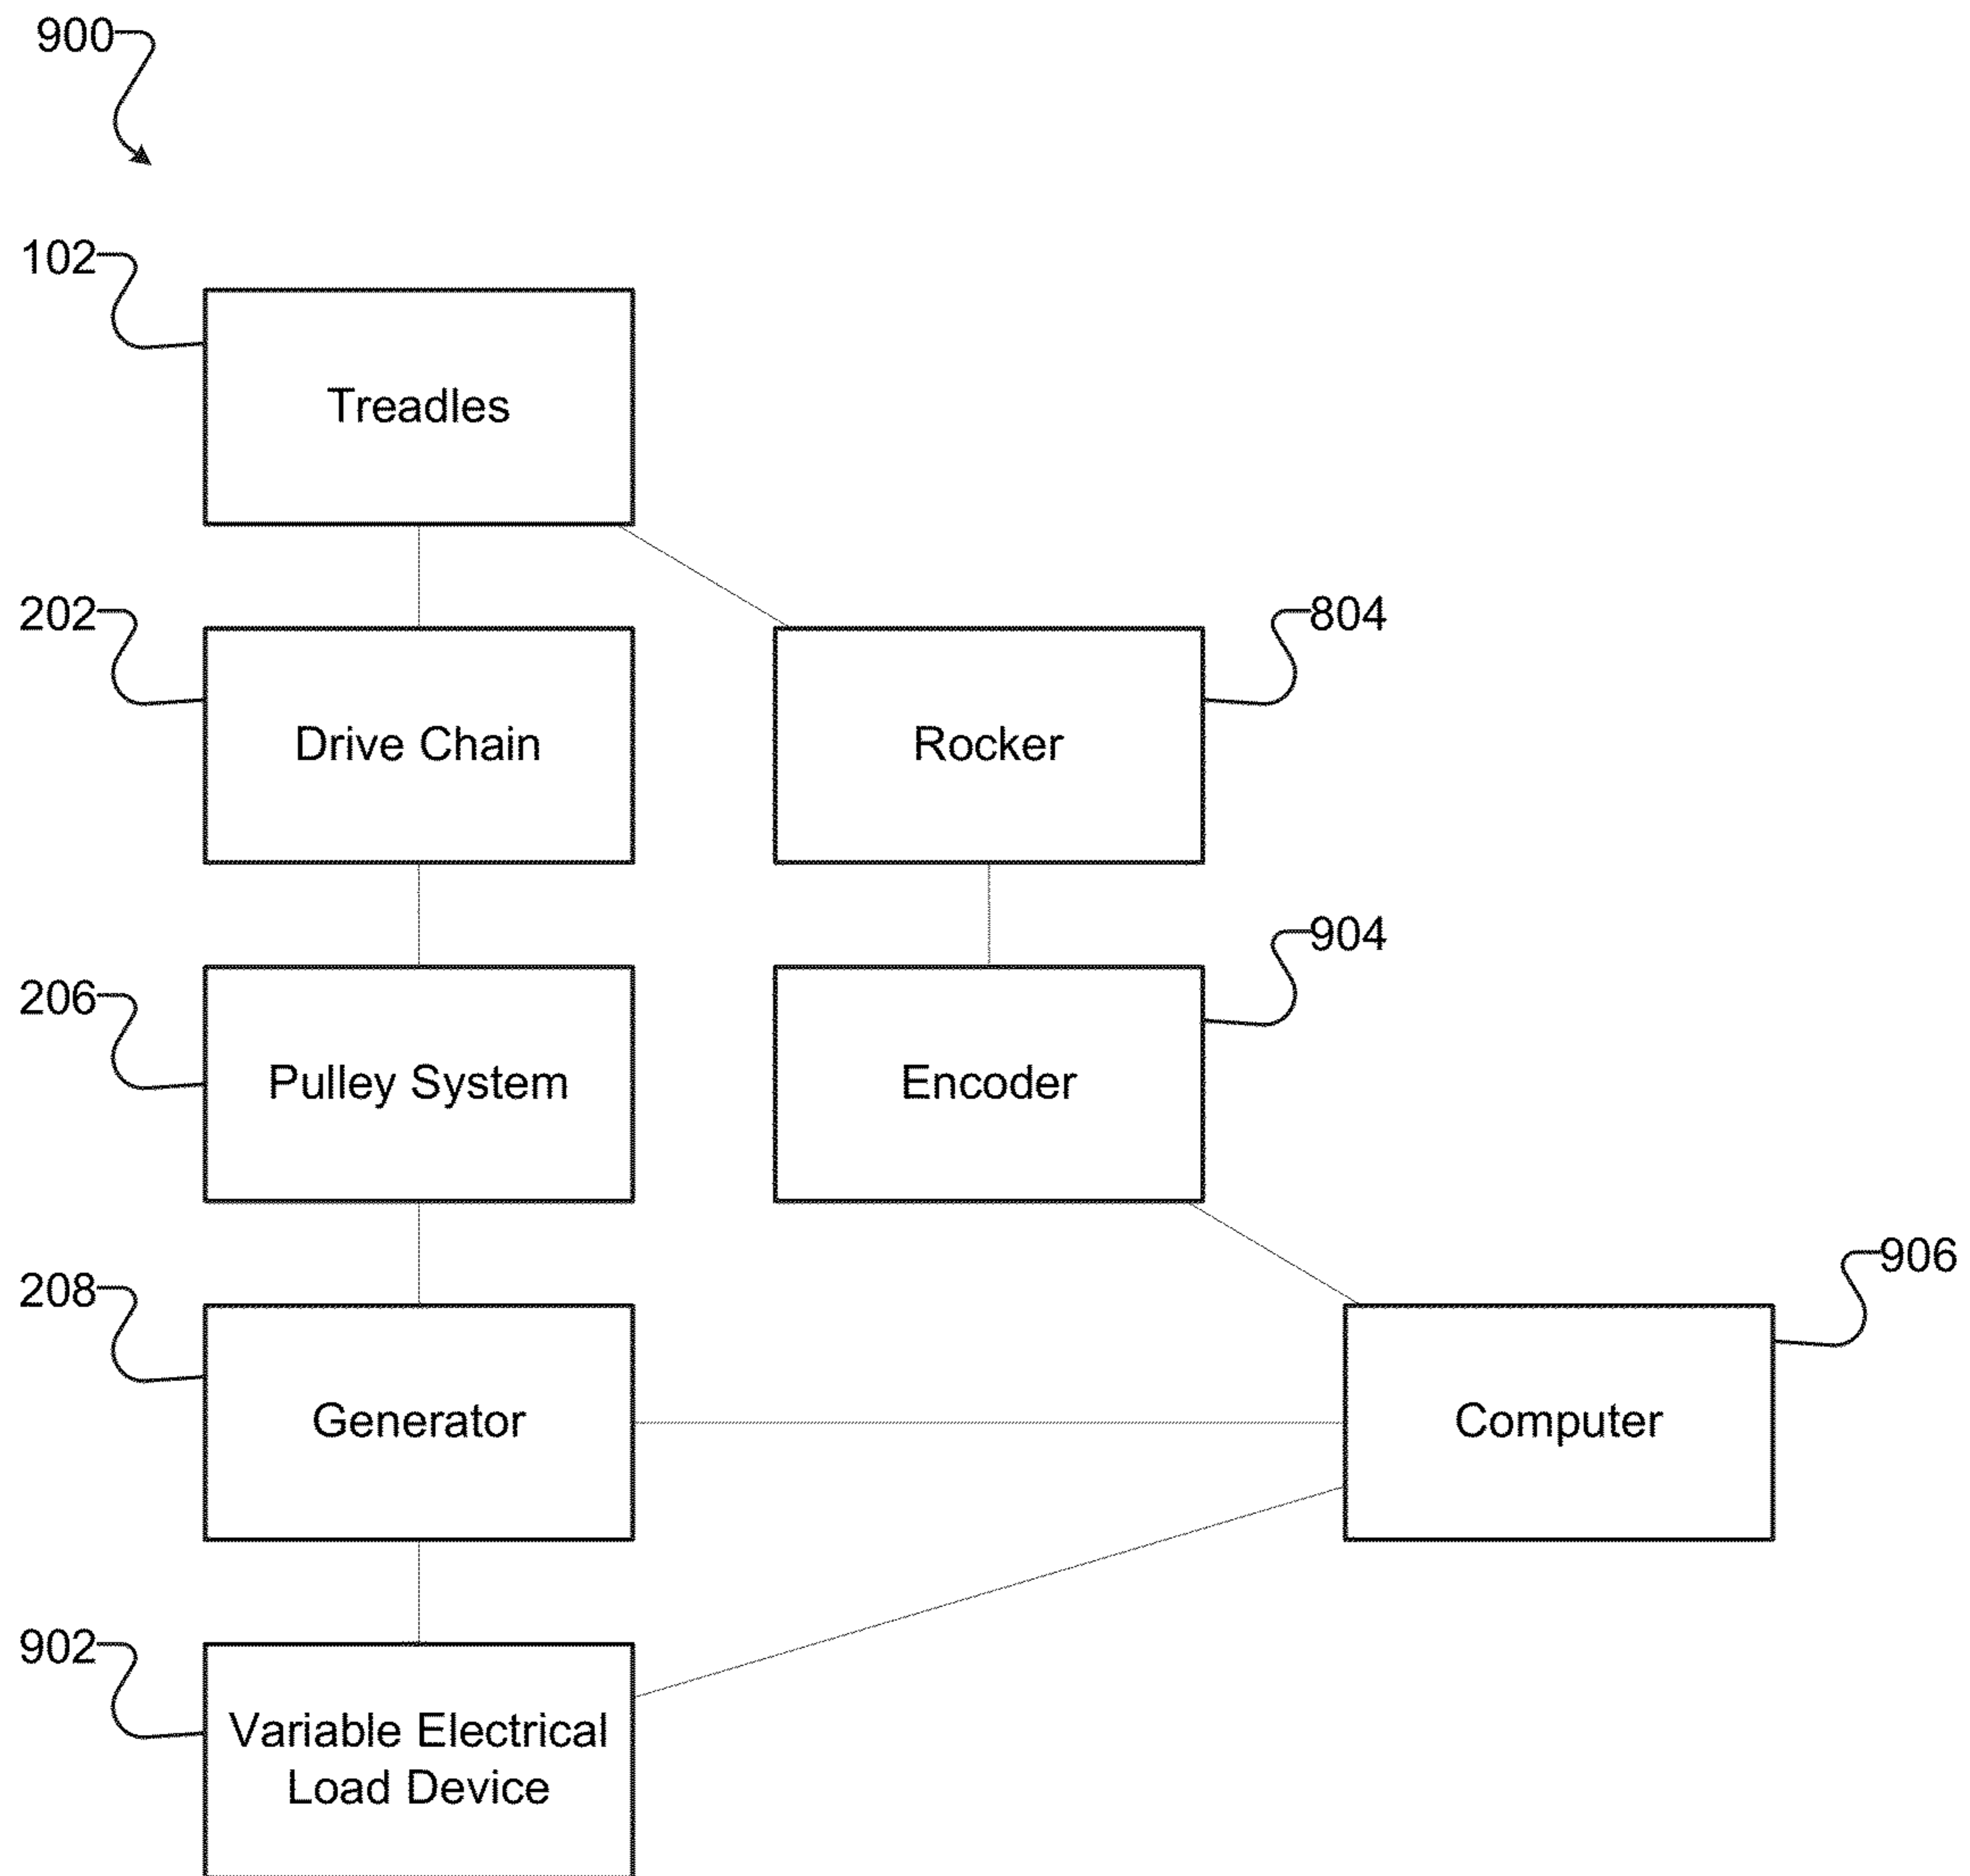 900
102
Treadles
202
804
Drive Chain
Rocker
904
206
Pulley System
Encoder
906
208
Generator
Computer
902
Variable Electrical
Load Device